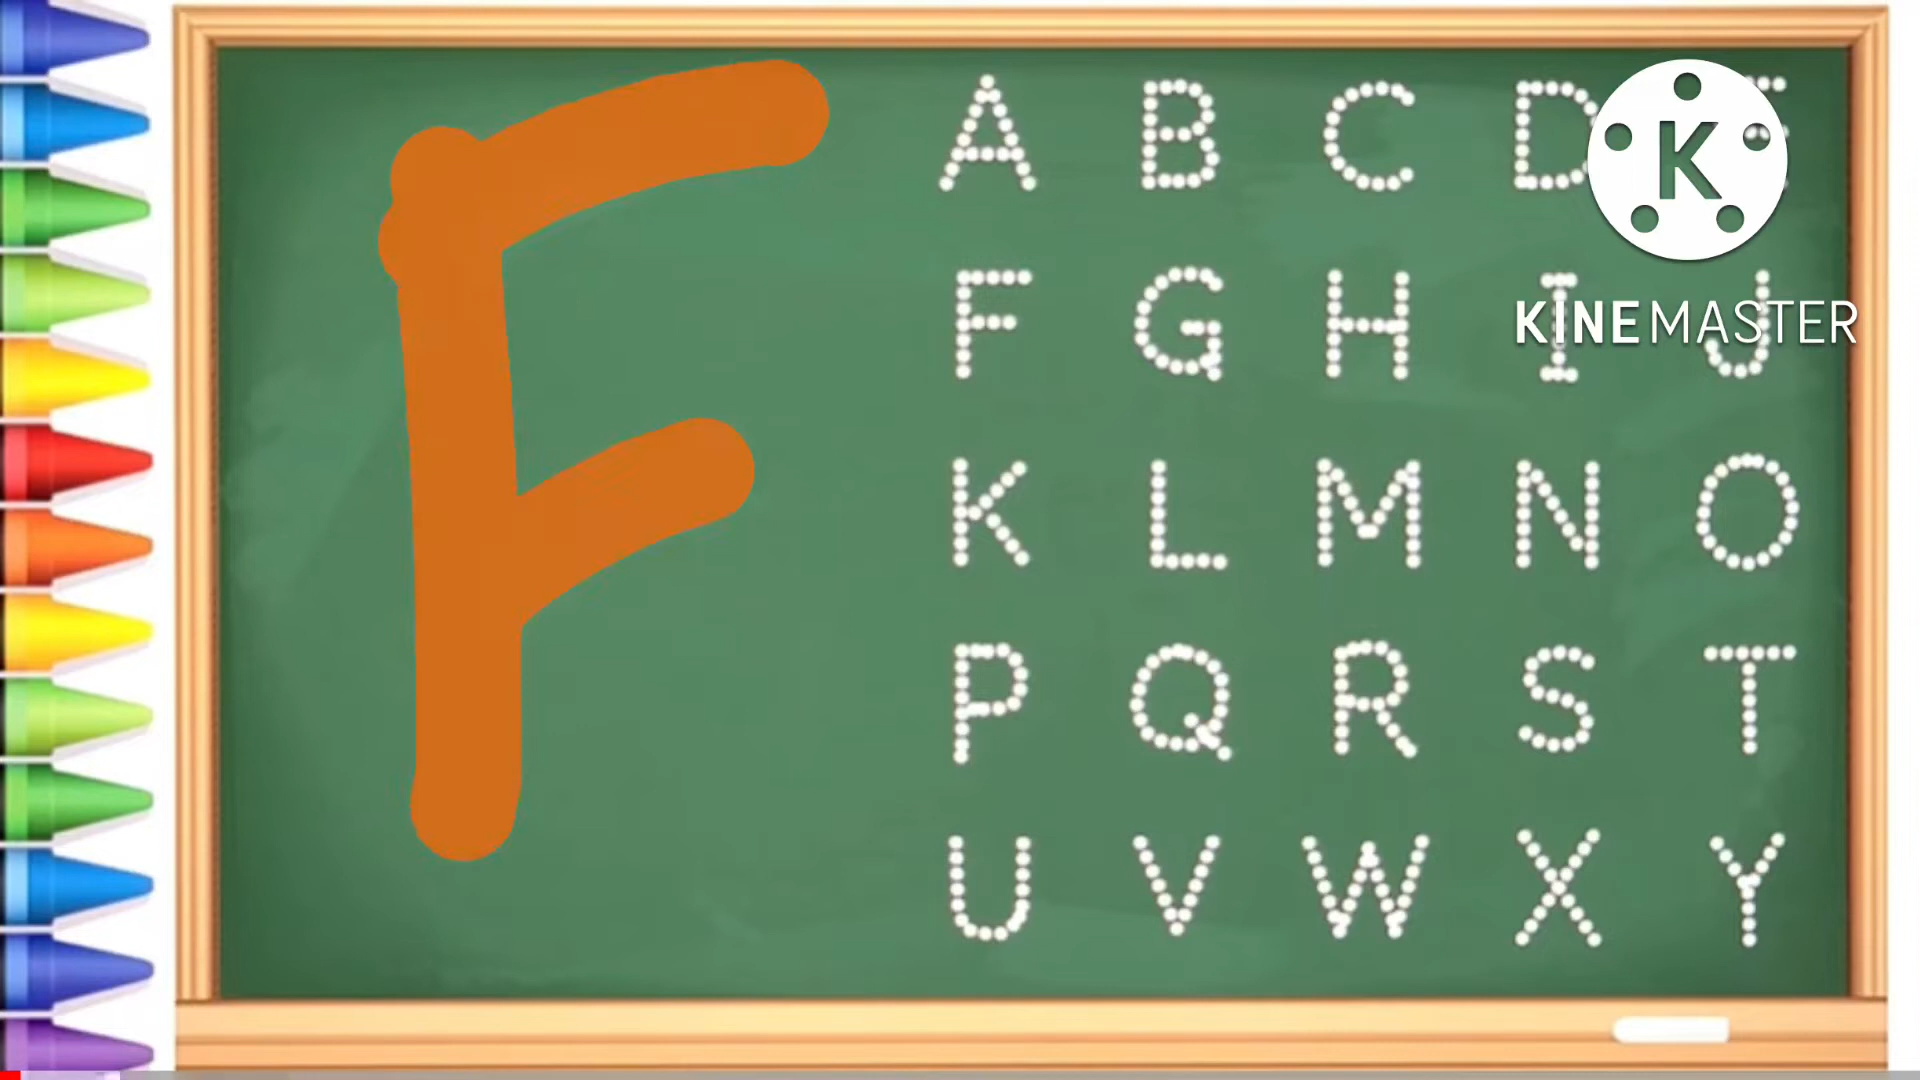 F
A B C D E
F G H I J
K L M N O
P Q R S T
U V W X Y
K
KINEMASTER